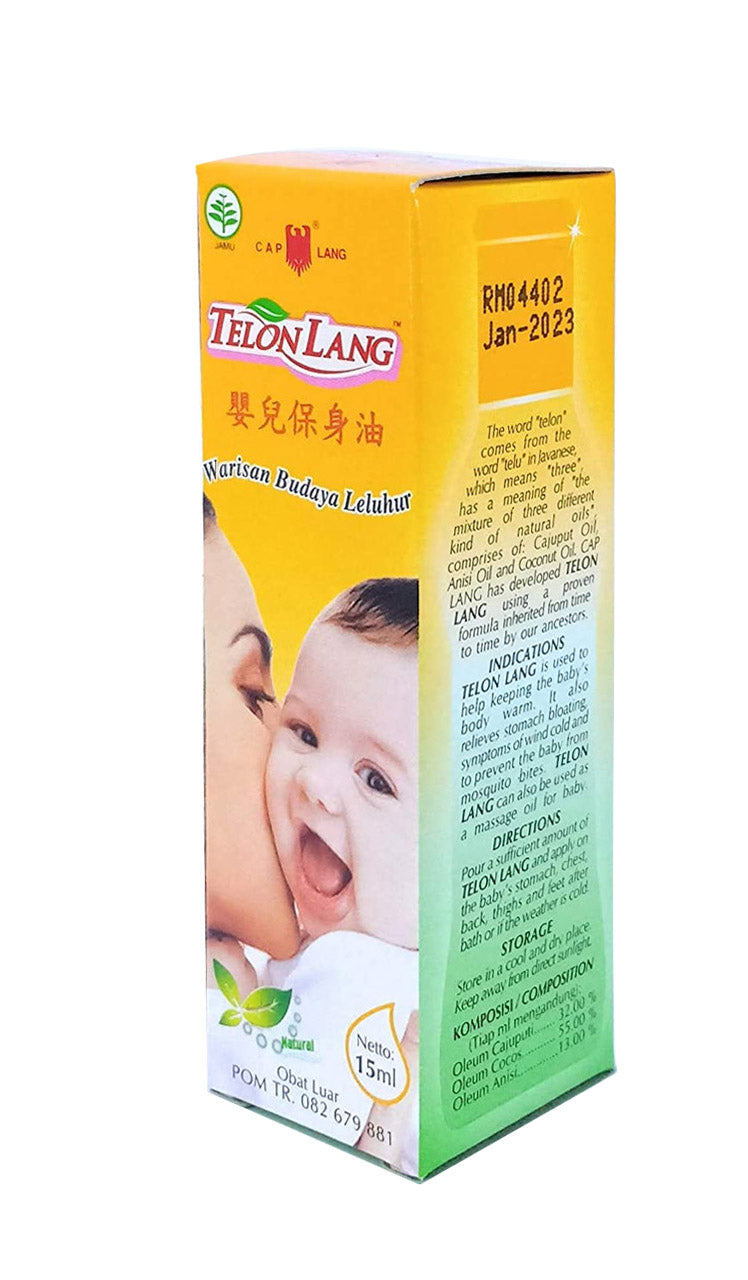 JAMU
CAP LANG
®
TELON LANG™
嬰兒保身油
Warisan Budaya Leluhur
Natural
Netto:
15ml
Obat Luar
POM TR. 082 679 881
RM04402
Jan-2023
The word "telon"
comes from the
word "telu" in Javanese,
which means "three",
has a meaning of "the
mixture of three different
kind of natural oils",
comprises of: Cajuput Oil,
Anisi Oil and Coconut Oil. CAP
LANG has developed TELON
LANG using a proven
formula inherited from time
to time by our ancestors.
INDICATIONS
TELON LANG is used to
help keeping the baby's
body warm. It also
relieves stomach bloating,
symptoms of wind cold and
to prevent the baby from
mosquito bites. TELON
LANG can also be used as
a massage oil for baby.
DIRECTIONS
Pour a sufficient amount of
TELON LANG and apply on
the baby's stomach, chest,
back, thighs and feet after
bath or if the weather is cold.
STORAGE
Store in a cool and dry place.
Keep away from direct sunlight.
KOMPOSISI / COMPOSITION
(Tiap ml mengandung):
Oleum Cajuputi...... 32.00 %
Oleum Cocos.......... 55.00 %
Oleum Anisi............ 13.00 %